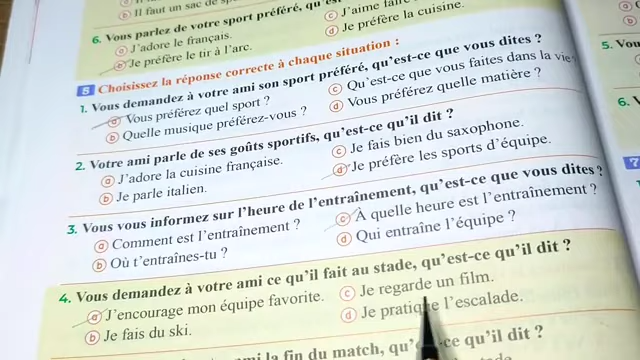 ⓑ Il faut un sac de
6. Vous parlez de votre sport préféré,
ⓐ J'adore le français.
ⓒ J'aime faire
ⓑ Je préfère le tir à l'arc.
ⓓ Je préfère la cuisine.
8 Choisissez la réponse correcte à chaque situation :
1. Vous demandez à votre ami son sport préféré, qu'est-ce que vous dites ?
ⓐ Vous préférez quel sport ?
ⓒ Qu'est-ce que vous faites dans la vie
ⓑ Quelle musique préférez-vous ?
ⓓ Vous préférez quelle matière ?
2. Votre ami parle de ses goûts sportifs, qu'est-ce qu'il dit ?
ⓐ J'adore la cuisine française.
ⓒ Je fais bien du saxophone.
ⓑ Je parle italien.
ⓓ Je préfère les sports d'équipe.
3. Vous vous informez sur l'heure de l'entraînement, qu'est-ce que vous dites ?
ⓐ Comment est l'entraînement ?
ⓒ À quelle heure est l'entraînement ?
ⓑ Où t'entraînes-tu ?
ⓓ Qui entraîne l'équipe ?
4. Vous demandez à votre ami ce qu'il fait au stade, qu'est-ce qu'il dit ?
ⓐ J'encourage mon équipe favorite.
ⓒ Je regarde un film.
ⓑ Je fais du ski.
ⓓ Je pratique l'escalade.
la fin du match, ce qu'il dit ?
5. Vou
6.
7